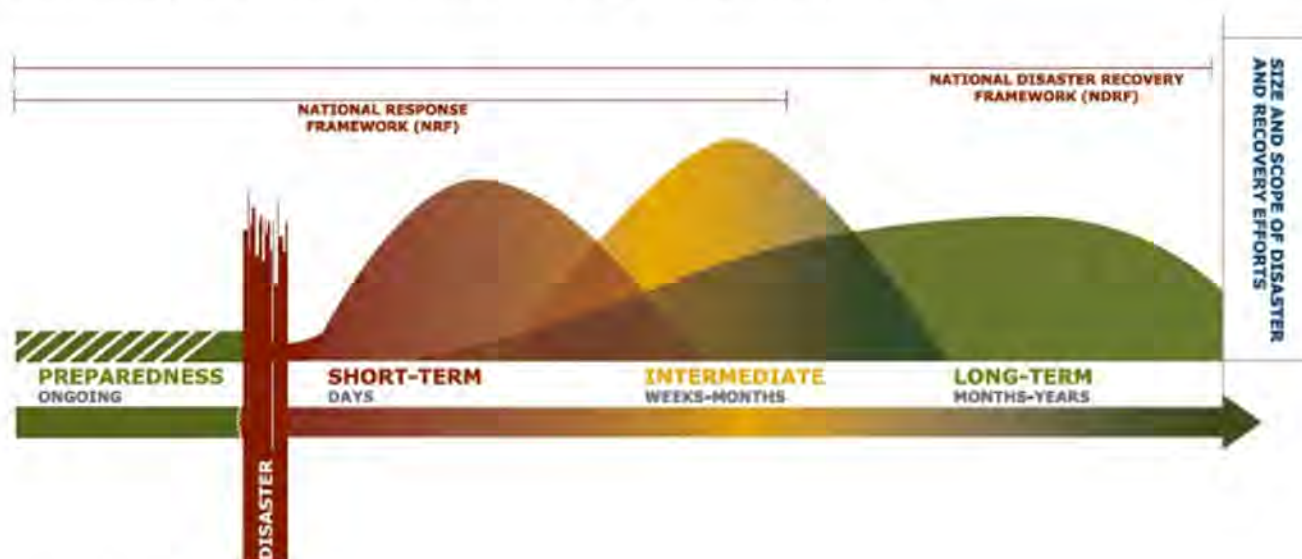 NATIONAL DISASTER RECOVERY
FRAMEWORK (NDRF)
NATIONAL RESPONSE
FRAMEWORK (NRF)
SIZE AND SCOPE OF DISASTER
AND RECOVERY EFFORTS
PREPAREDNESS
ONGOING
SHORT-TERM
DAYS
INTERMEDIATE
WEEKS-MONTHS
LONG-TERM
MONTHS-YEARS
DISASTER